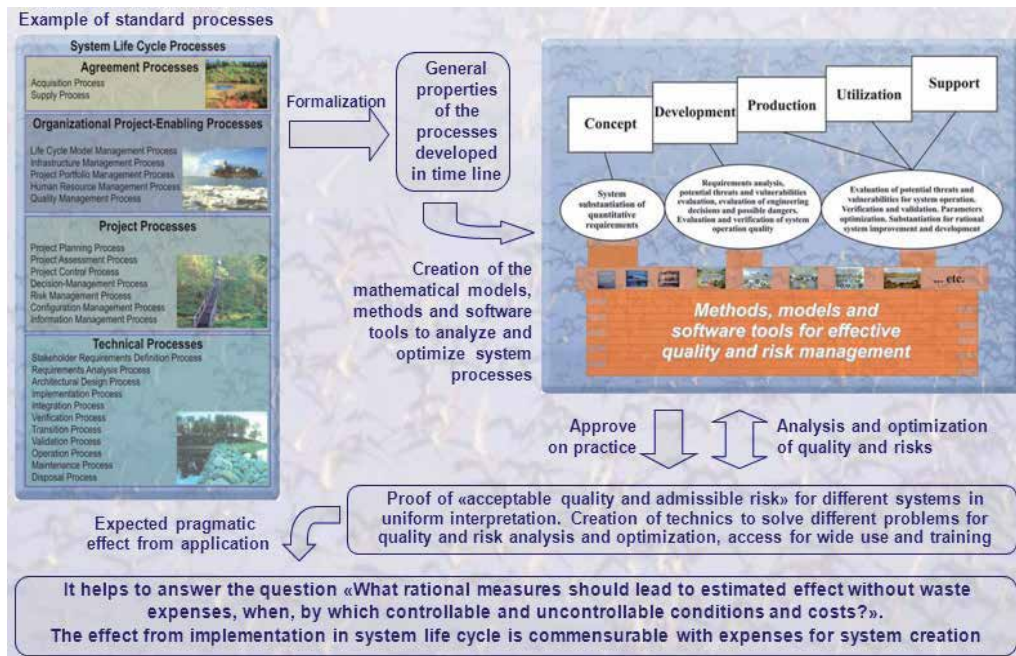 Example of standard processes
System Life Cycle Processes
Agreement Processes
Acquisition Process
Supply Process
Organizational Project-Enabling Processes
Life Cycle Model Management Process
Infrastructure Management Process
Project Portfolio Management Process
Human Resource Management Process
Quality Management Process
Project Processes
Project Planning Process
Project Assessment Process
Project Control Process
Decision-Management Process
Risk Management Process
Configuration-Management Process
Information Management Process
Technical Processes
Stakeholder Requirements Definition Process
Requirements Analysis Process
Architectural Design Process
Implementation Process
Integration Process
Verification Process
Transition Process
Validation Process
Operation Process
Maintenance Process
Disposal Process
Formalization
General
properties
of the
processes
developed
in time line
Creation of the
mathematical models,
methods and software
tools to analyze and
optimize system
processes
Concept
Development
Production
Utilization
Support
System
substantiation of
quantitative
requirements
Requirements analysis,
potential threats and vulnerabilities
evaluation, evaluation of engineering
decisions and possible dangers.
Evaluation and verification of system
operation quality
Evaluation of potential threats and
vulnerabilities for system operation.
Verification and validation. Parameters
optimization. Substantiation for rational
system improvement and development
... etc.
Methods, models and
software tools for effective
quality and risk management
Approve
on practice
Analysis and optimization
of quality and risks
Proof of «acceptable quality and admissible risk» for different systems in
uniform interpretation. Creation of technics to solve different problems for
quality and risk analysis and optimization, access for wide use and training
Expected pragmatic
effect from application
It helps to answer the question «What rational measures should lead to estimated effect without waste
expenses, when, by which controllable and uncontrollable conditions and costs?».
The effect from implementation in system life cycle is commensurable with expenses for system creation